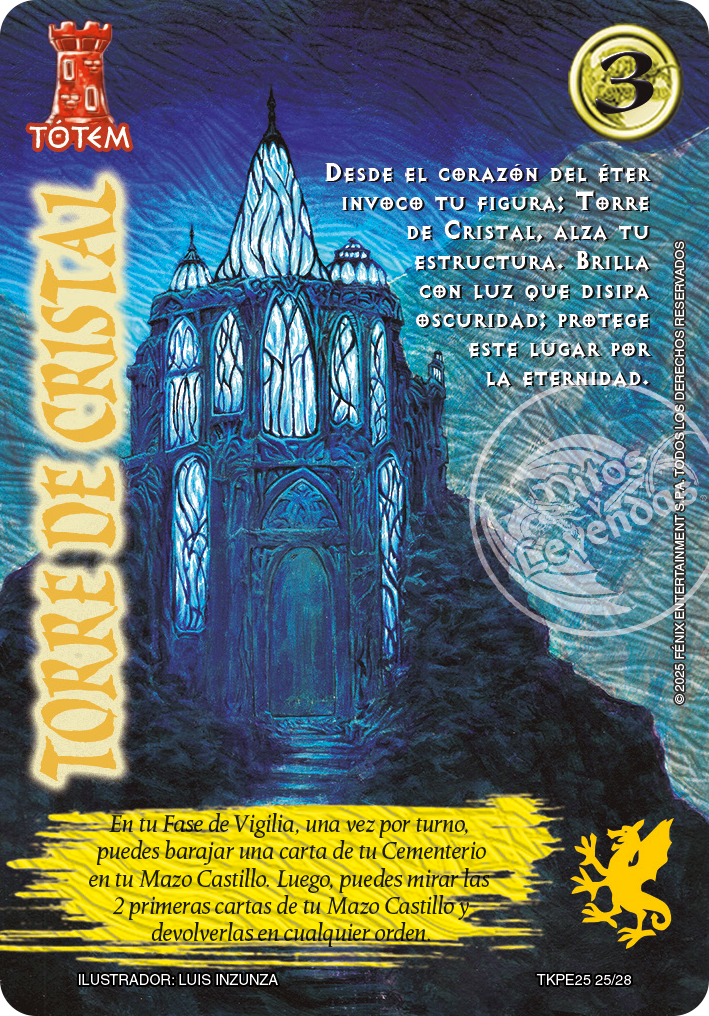 TÓTEM
3
TORRE DE CRISTAL
Desde el corazón del éter
invoco tu figura; Torre
de Cristal, alza tu
estructura. Brilla
con luz que disipa
oscuridad; protege
este lugar por
la eternidad.
Mitos
y
Leyendas
© 2025 FÉNIX ENTERTAINMENT S.P.A. TODOS LOS DERECHOS RESERVADOS
En tu Fase de Vigilia, una vez por turno,
puedes barajar una carta de tu Cementerio
en tu Mazo Castillo. Luego, puedes mirar las
2 primeras cartas de tu Mazo Castillo y
devolverlas en cualquier orden.
ILUSTRADOR: LUIS INZUNZA
TKPE25 25/28